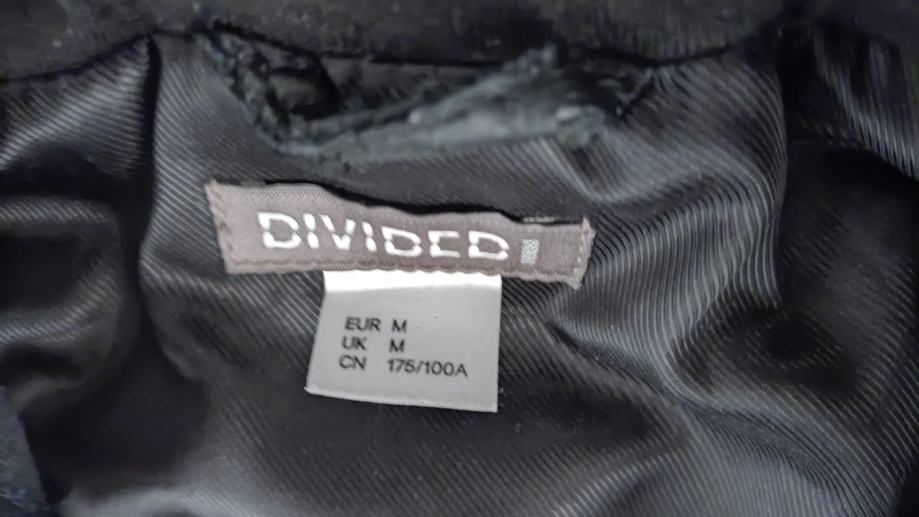 DIVIDED
EUR M
UK M
CN 175/100A